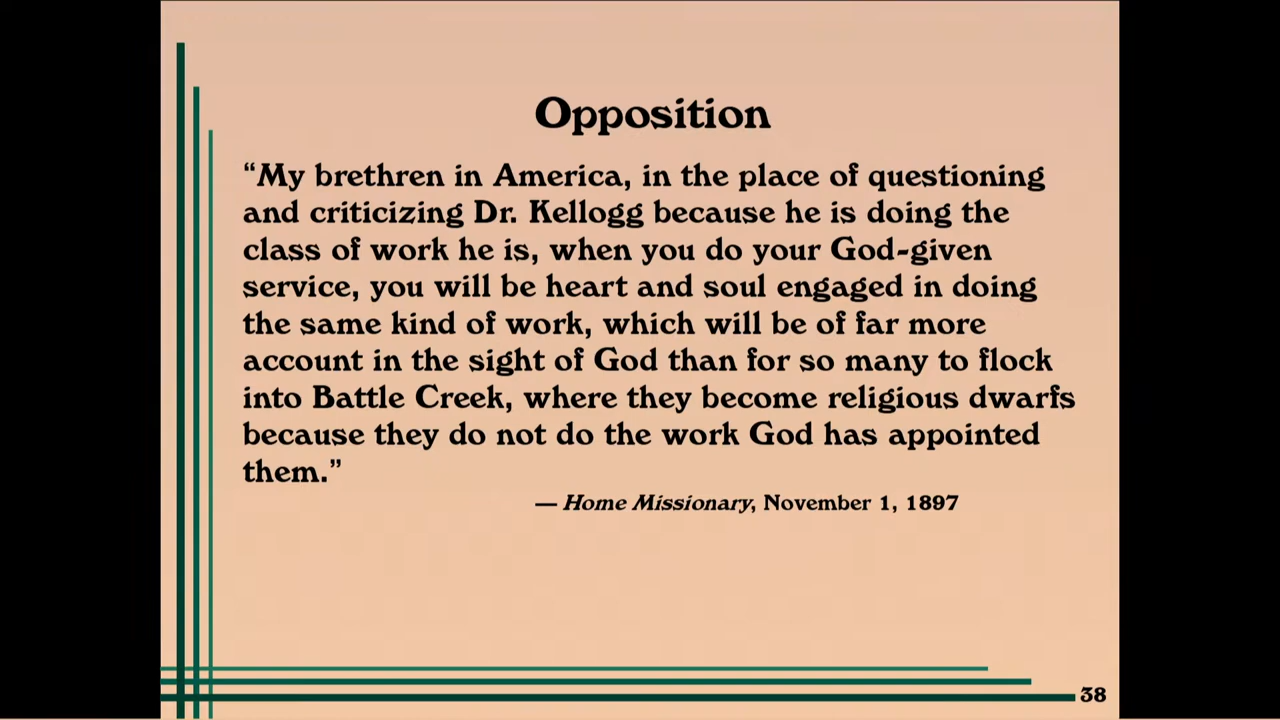 Opposition
“My brethren in America, in the place of questioning
and criticizing Dr. Kellogg because he is doing the
class of work he is, when you do your God-given
service, you will be heart and soul engaged in doing
the same kind of work, which will be of far more
account in the sight of God than for so many to flock
into Battle Creek, where they become religious dwarfs
because they do not do the work God has appointed
them.”
— Home Missionary, November 1, 1897
38